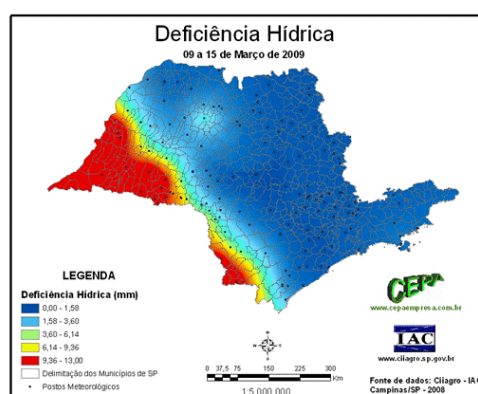 Deficiência Hídrica
09 a 15 de Março de 2009
LEGENDA
Deficiência Hídrica (mm)
0,00 - 1,58
1,58 - 3,60
3,60 - 6,14
6,14 - 9,36
9,36 - 13,00
Delimitação dos Municípios de SP
Postos Meteorológicos
N
W
E
S
0 37,5 75 150 225 300
Km
1:5.000.000
CEPA
www.cepaempresa.com.br
IAC
www.ciiagro.sp.gov.br
Fonte de dados: Ciiagro - IAC
Campinas/SP - 2008